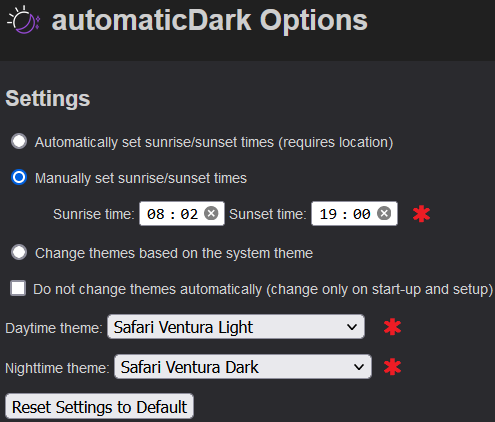 automaticDark Options
Settings
Automatically set sunrise/sunset times (requires location)
Manually set sunrise/sunset times
Sunrise time: 08 : 02 Sunset time: 19 : 00
Change themes based on the system theme
Do not change themes automatically (change only on start-up and setup)
Daytime theme: Safari Ventura Light
Nighttime theme: Safari Ventura Dark
Reset Settings to Default